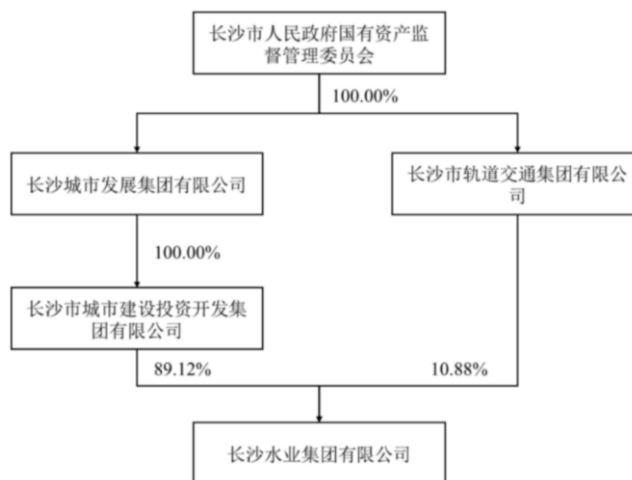 长沙市人民政府国有资产监
督管理委员会
100.00%
长沙城市发展集团有限公司
长沙市轨道交通集团有限公
司
100.00%
长沙市城市建设投资开发集
团有限公司
89.12%
10.88%
长沙水业集团有限公司